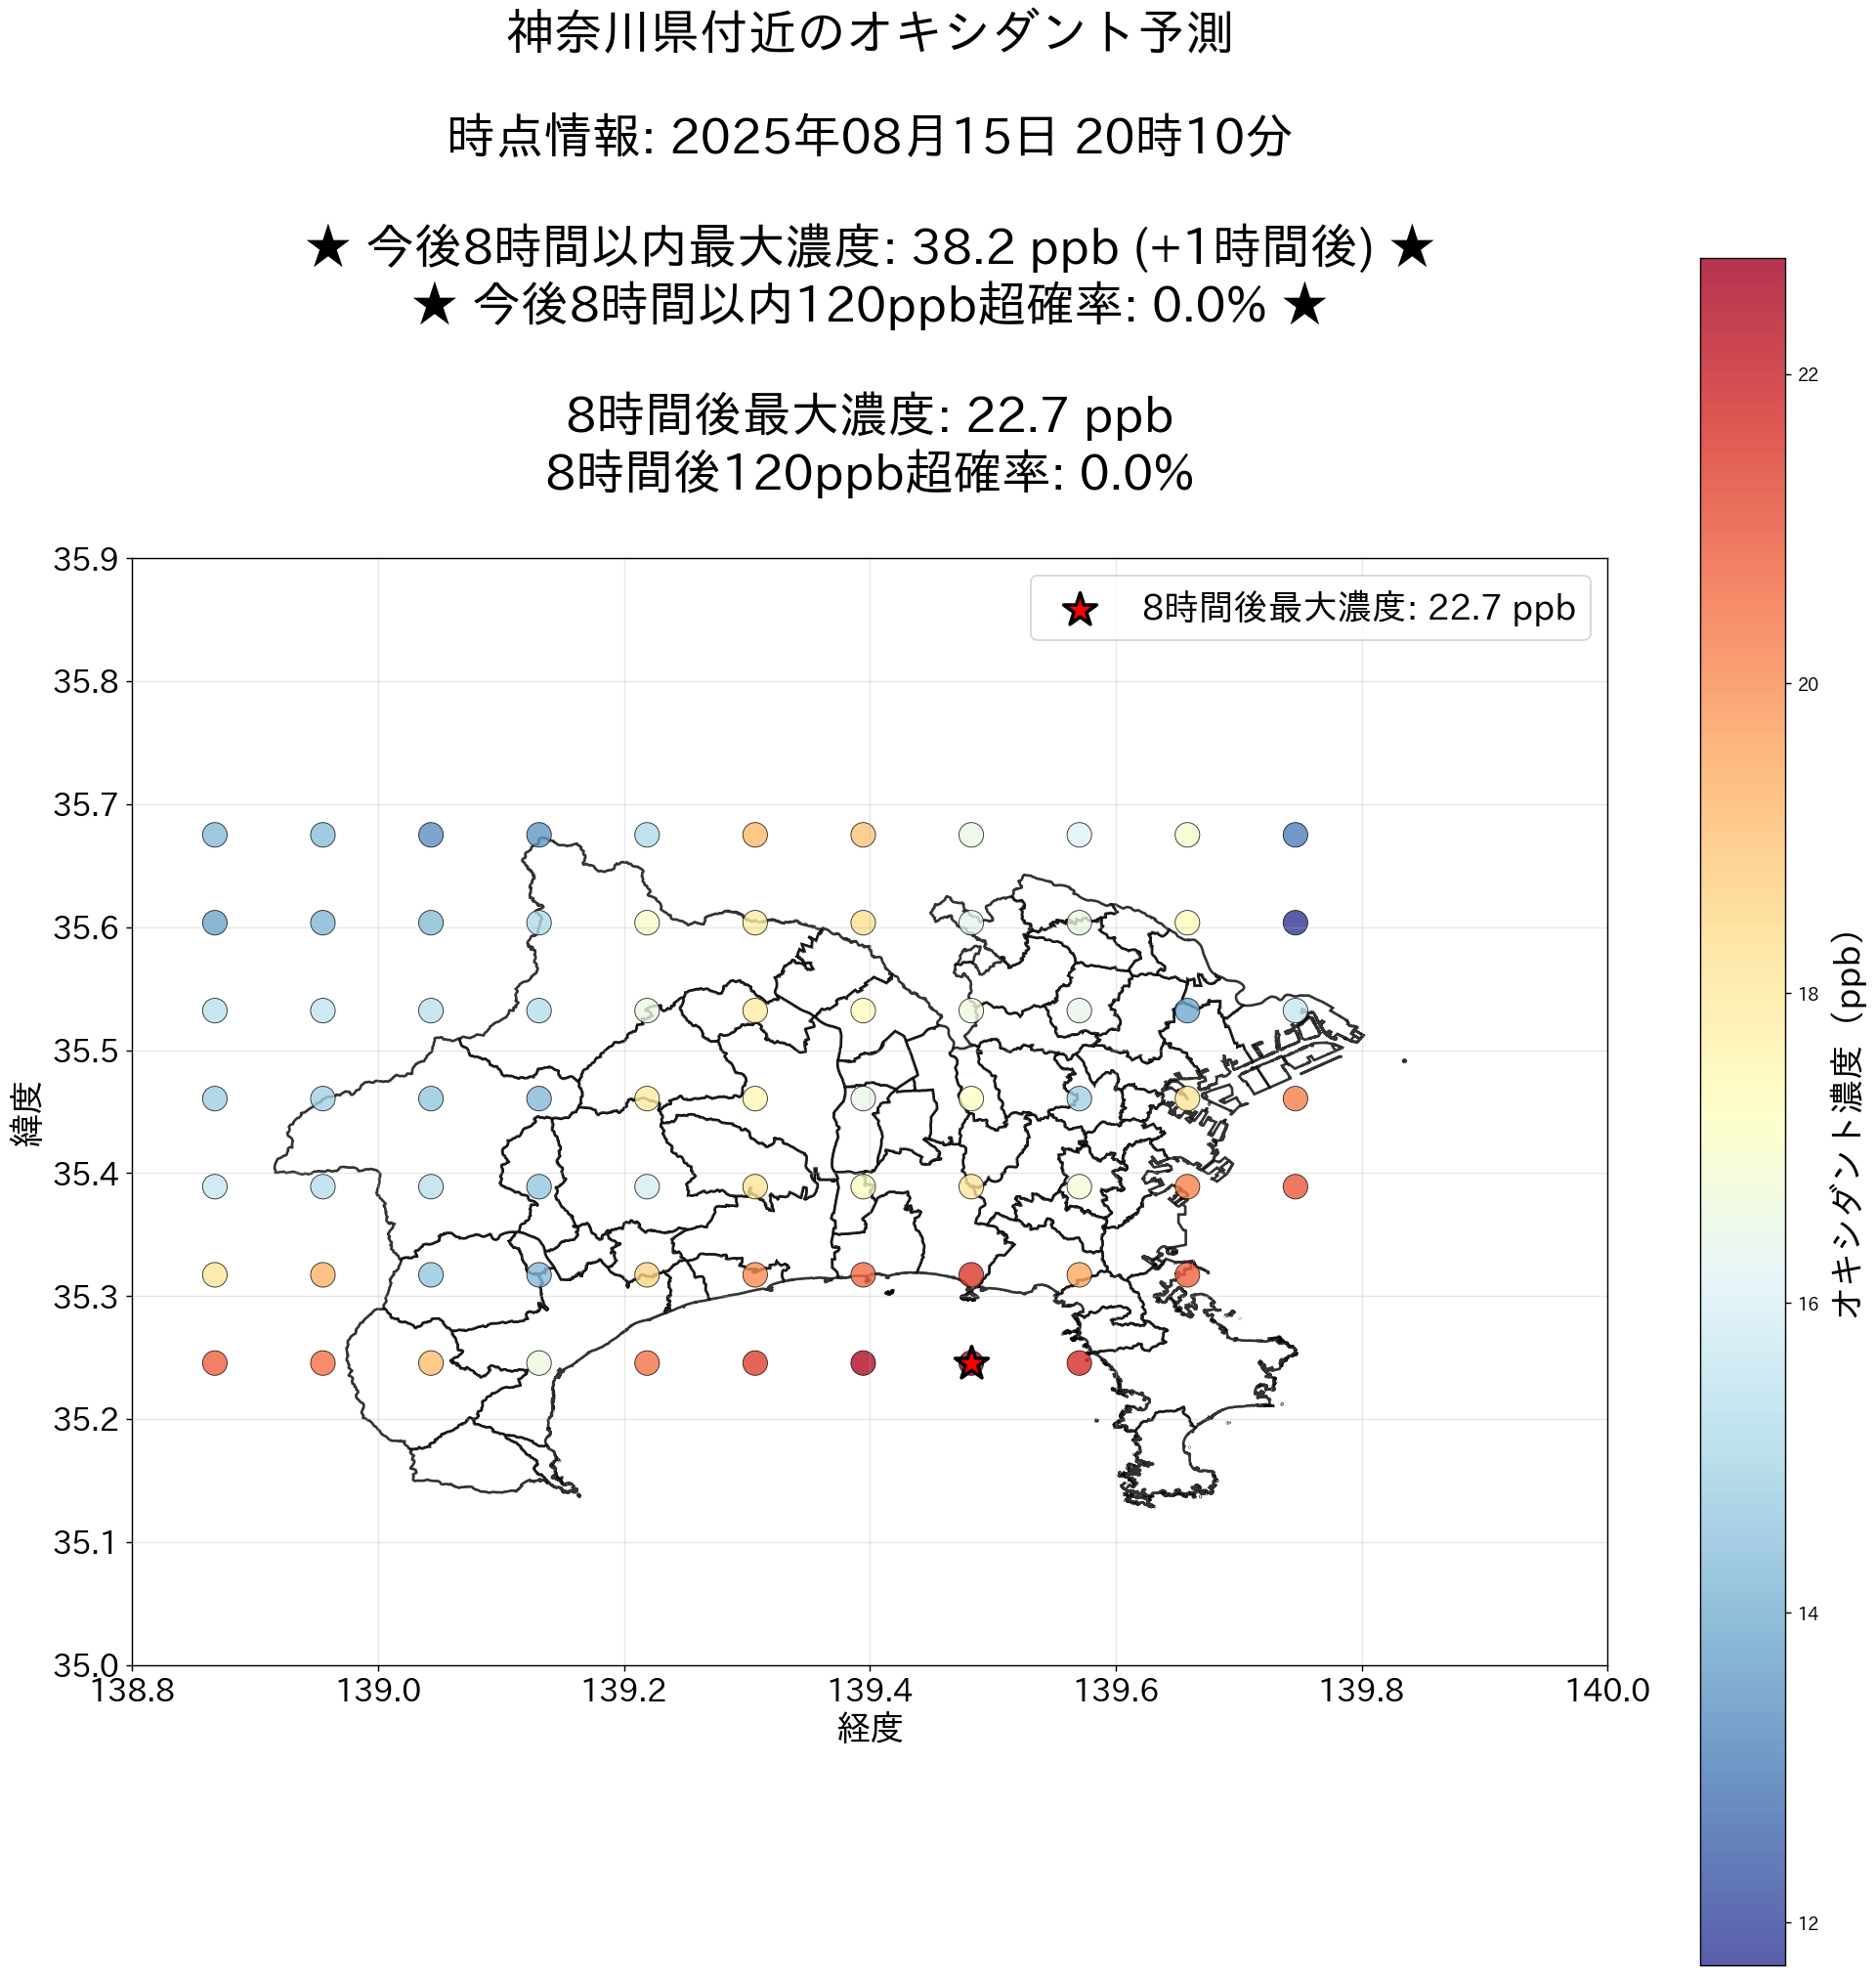 神奈川県付近のオキシダント予測
時点情報: 2025年08月15日 20時10分
★ 今後8時間以内最大濃度: 38.2 ppb (+1時間後) ★
★ 今後8時間以内120ppb超確率: 0.0% ★
8時間後最大濃度: 22.7 ppb
8時間後120ppb超確率: 0.0%
8時間後最大濃度: 22.7 ppb
35.9
35.8
35.7
35.6
35.5
35.4
35.3
35.2
35.1
35.0
緯度
138.8 139.0 139.2 139.4 139.6 139.8 140.0
経度
22
20
18
16
14
12
オキシダント濃度（ppb）